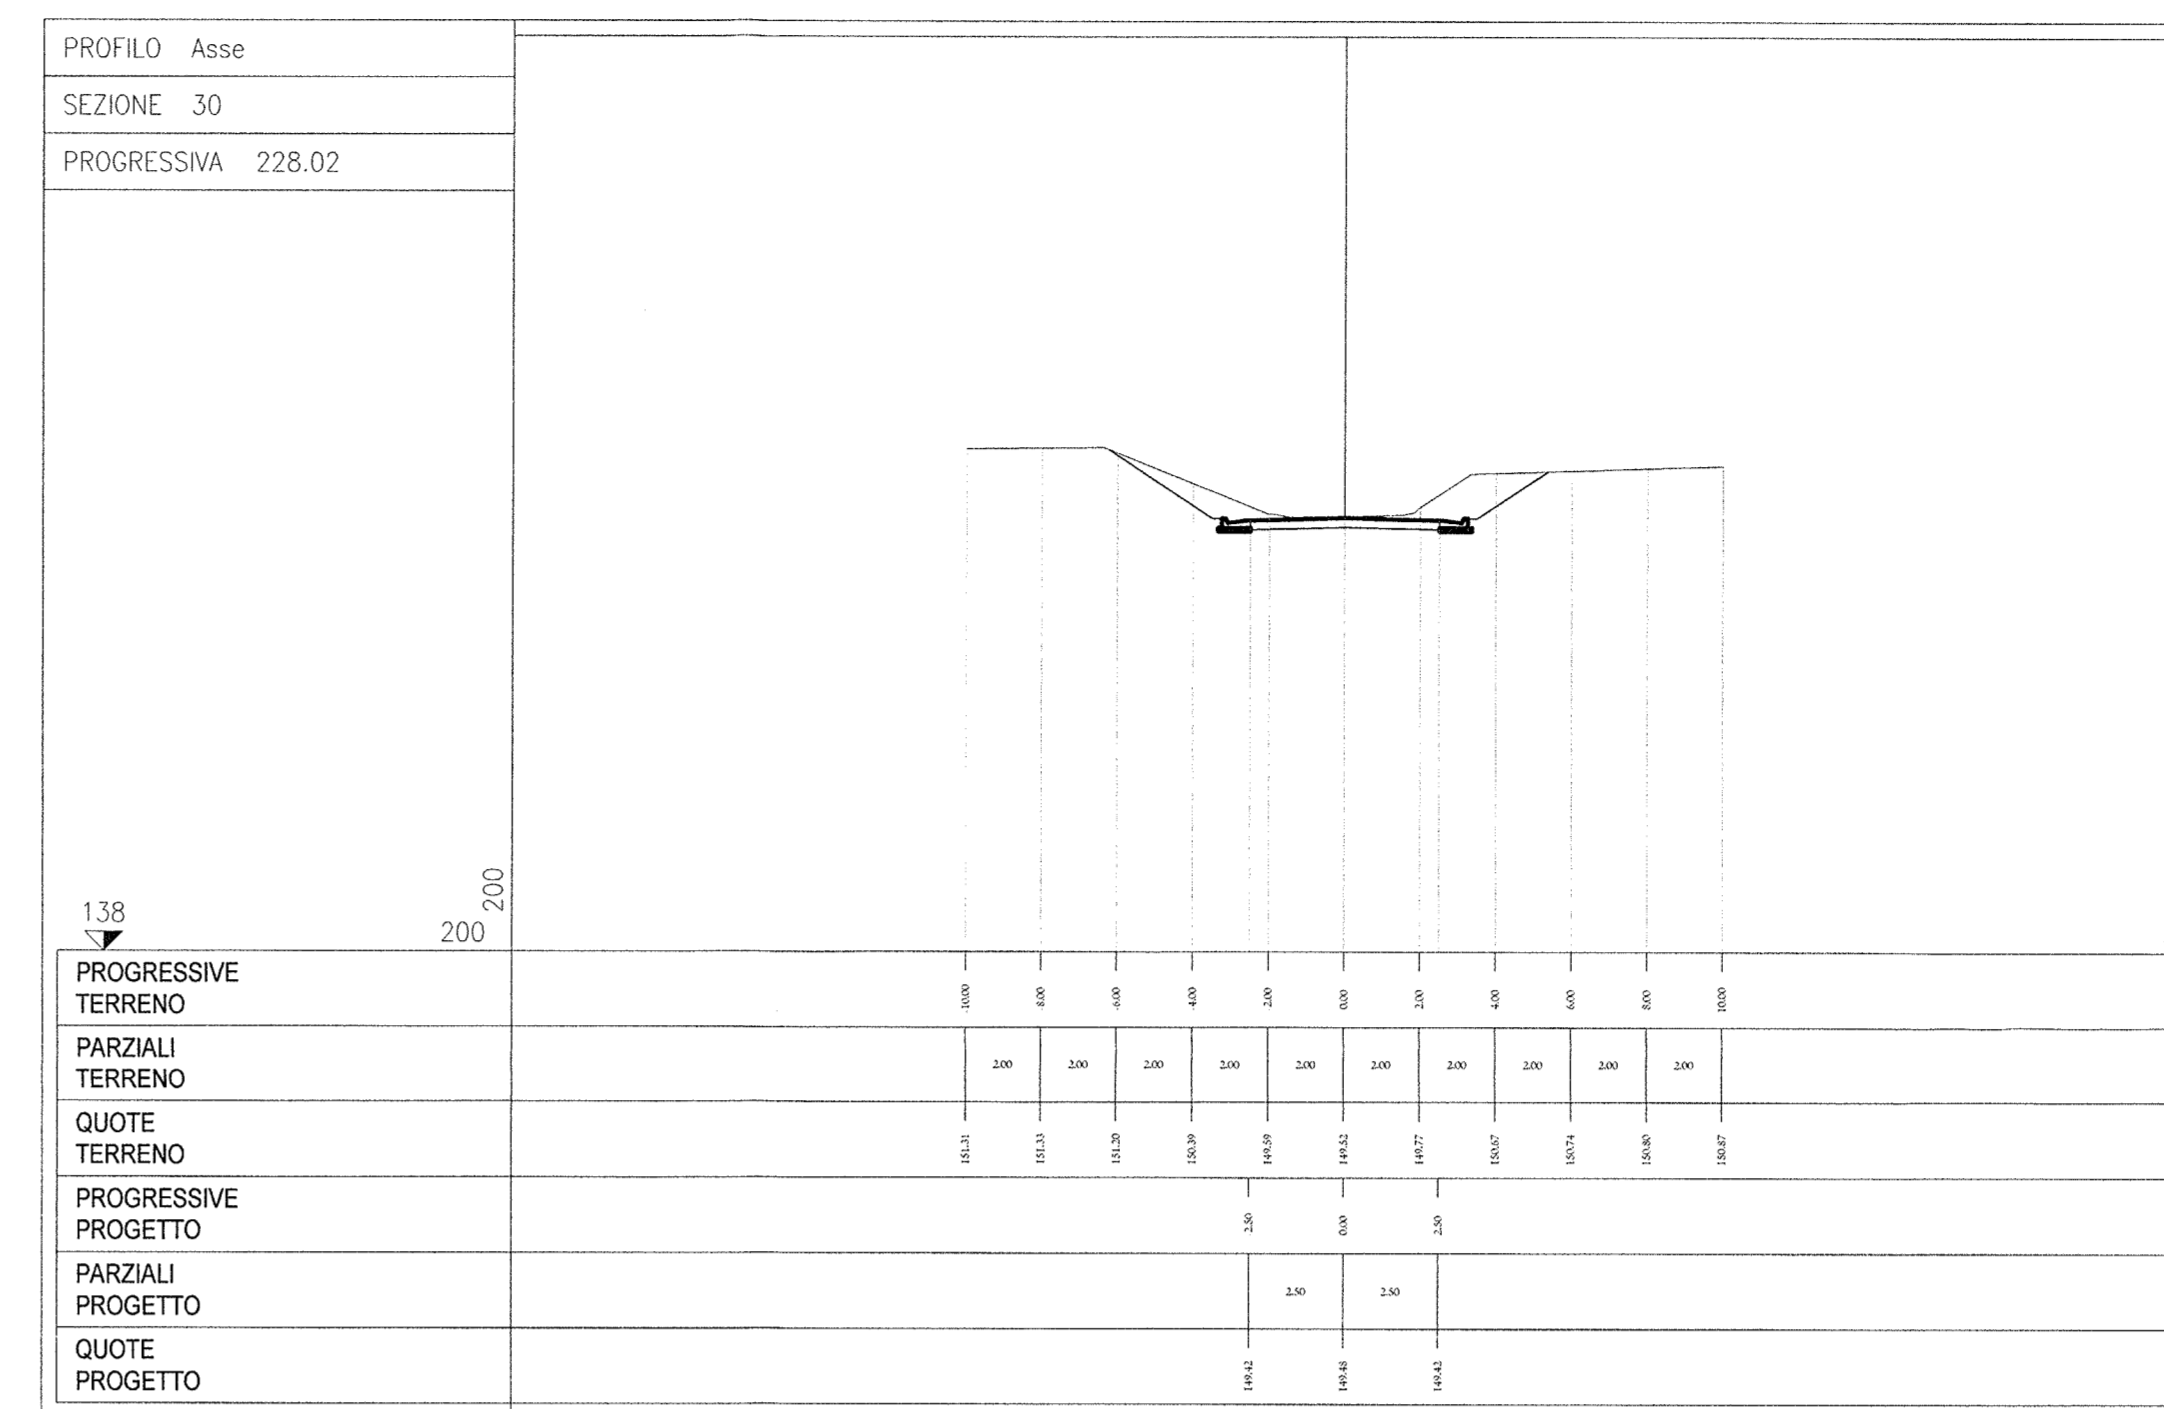 PROFILO Asse
SEZIONE 30
PROGRESSIVA 228.02
200
138
200
PROGRESSIVE
TERRENO
-10.00 -8.00 -6.00 -4.00 -2.00 0.00 2.00 4.00 6.00 8.00 10.00
PARZIALI
TERRENO
2.00 2.00 2.00 2.00 2.00 2.00 2.00 2.00 2.00 2.00
QUOTE
TERRENO
151.31 151.33 151.20 150.39 149.59 149.52 149.77 150.67 150.74 150.80 150.87
PROGRESSIVE
PROGETTO
2.50 0.00 2.50
PARZIALI
PROGETTO
2.50 2.50
QUOTE
PROGETTO
149.42 149.48 149.42